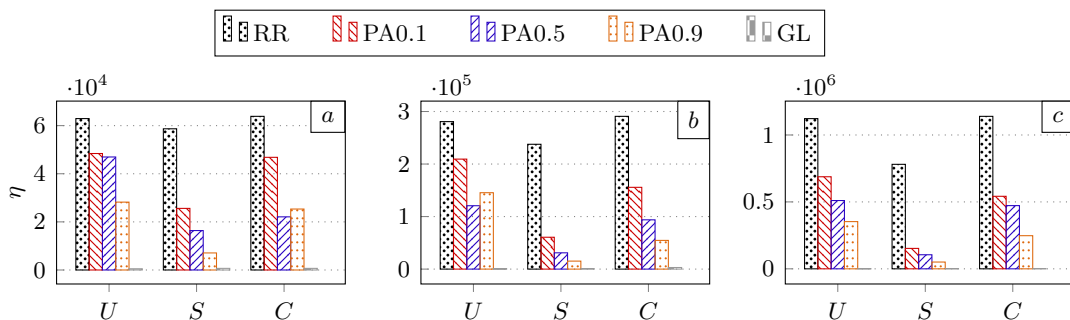 RR PA0.1 PA0.5 PA0.9 GL
·10^4 ·10^5 ·10^6
a b c
η
6 4 2 0
3 2 1 0
1 0.5 0
U S C U S C U S C